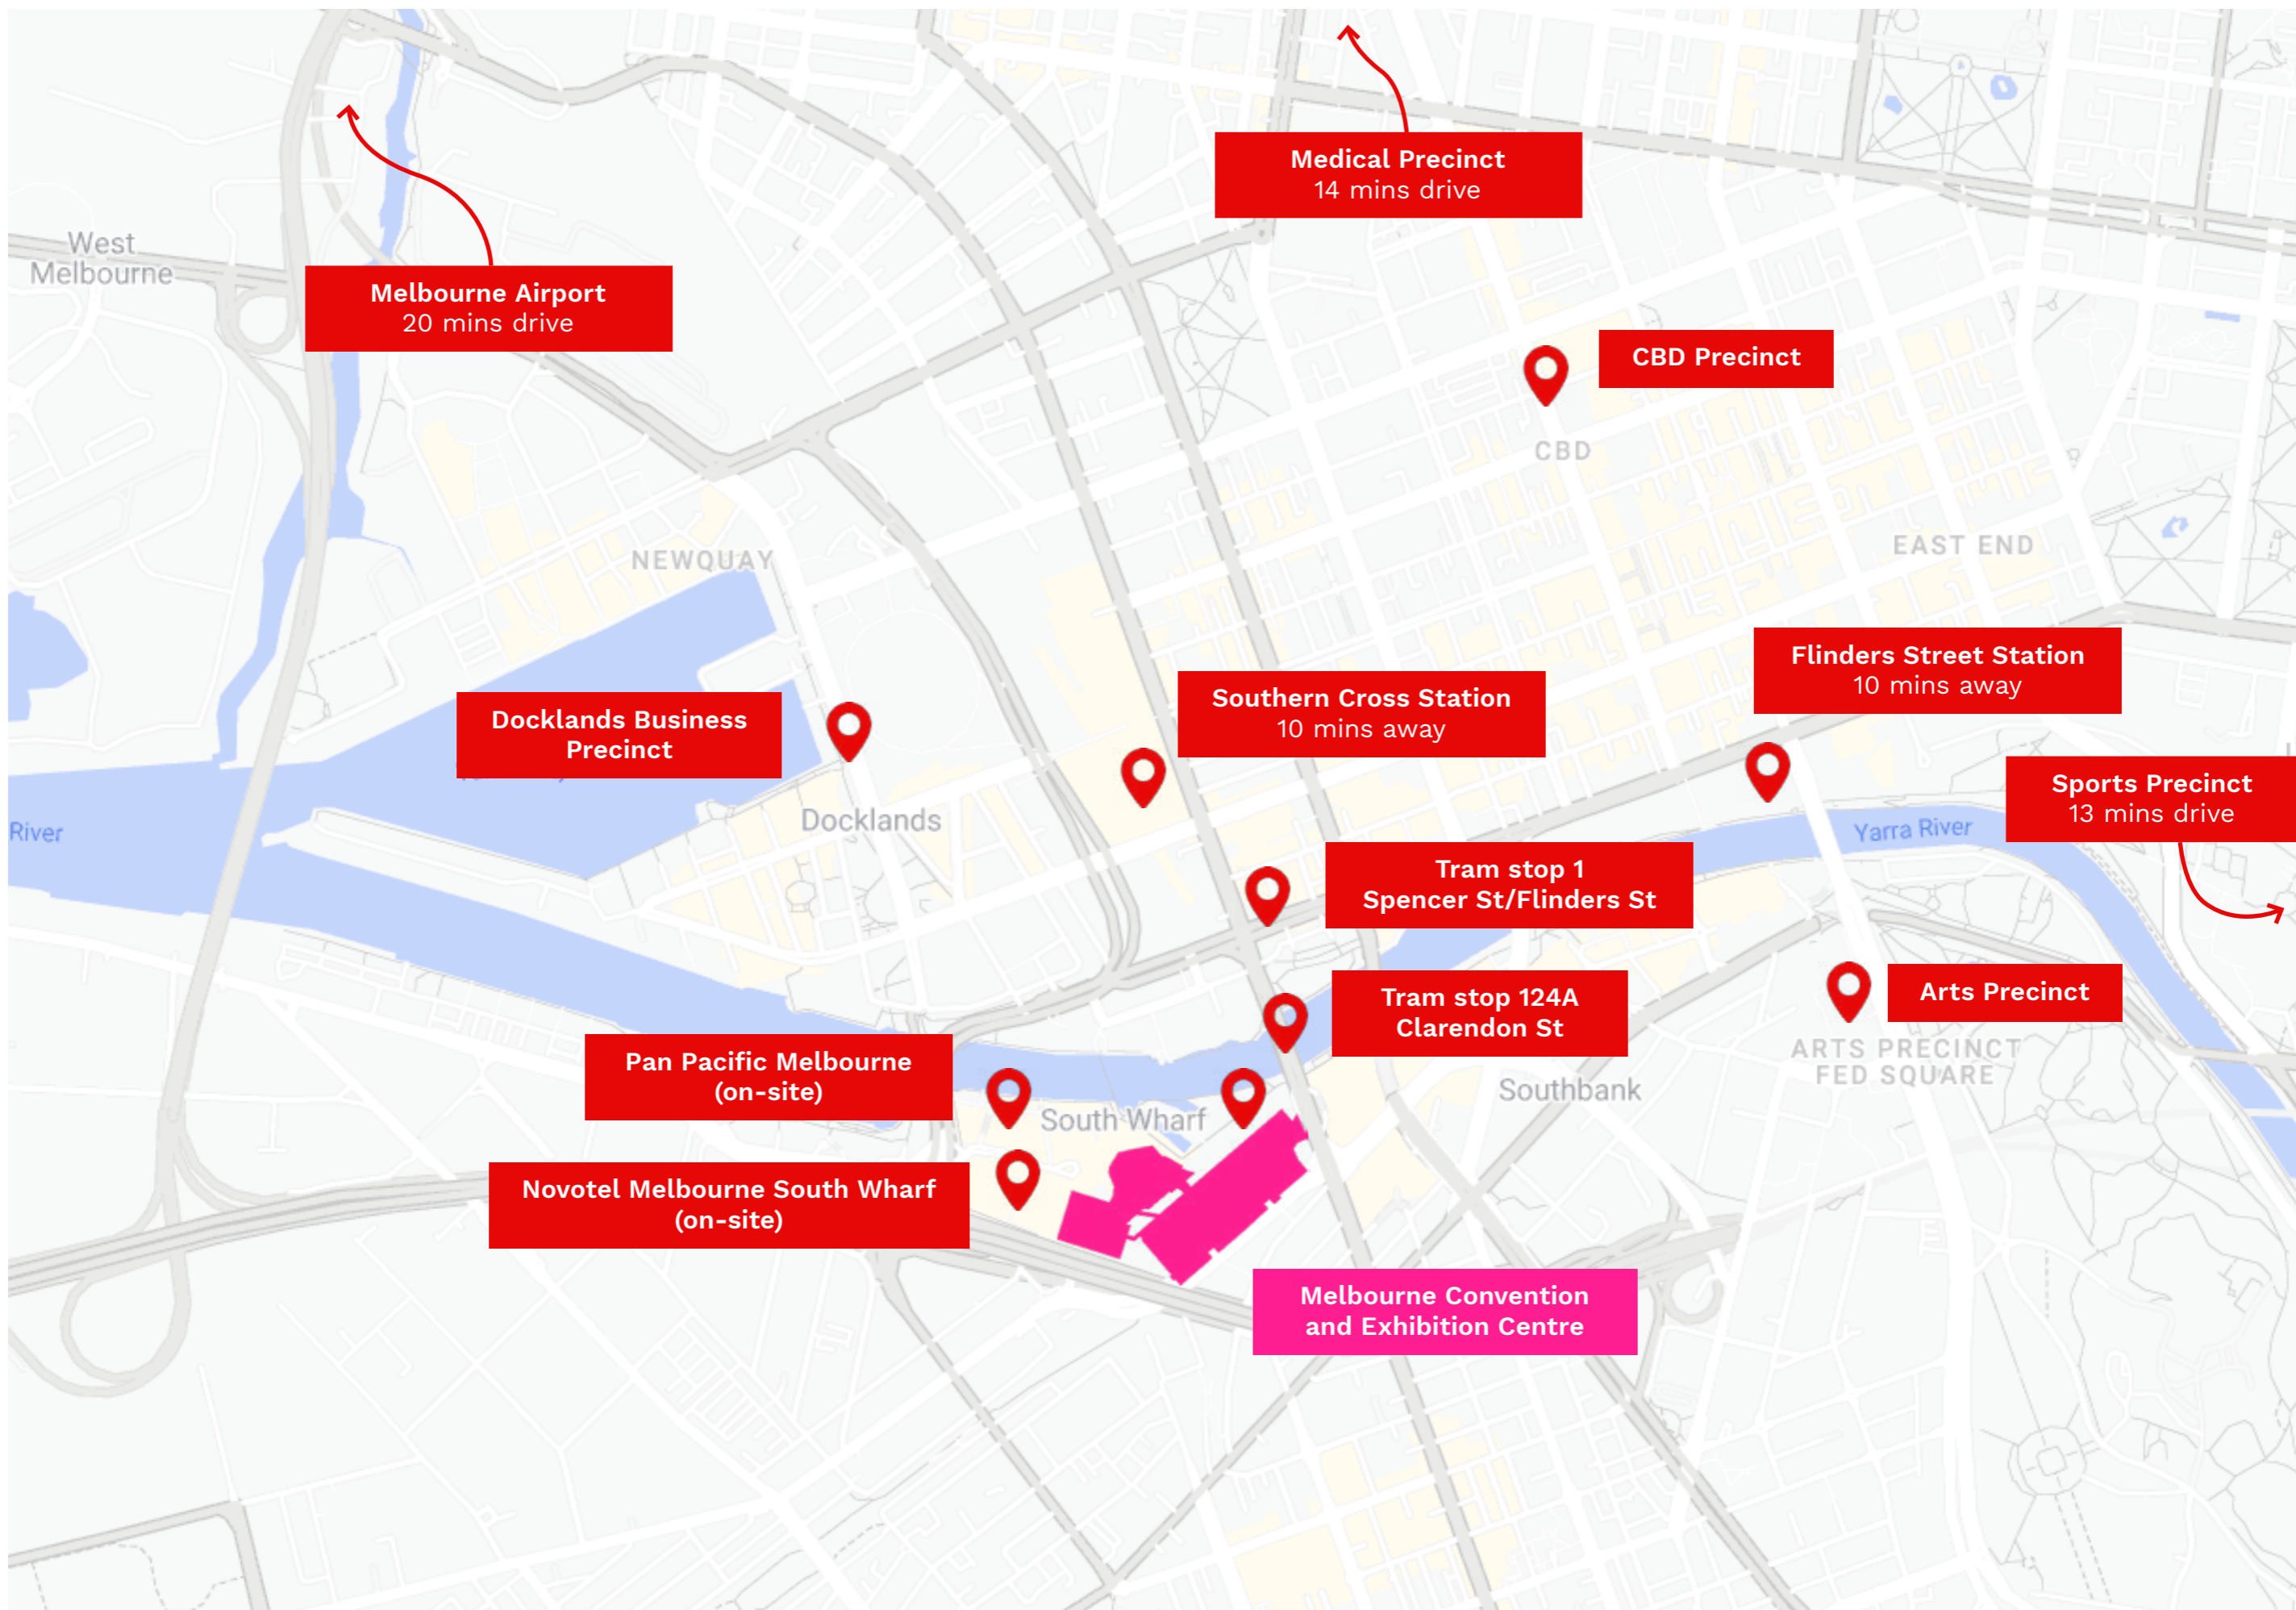 Medical Precinct
14 mins drive
West
Melbourne
Melbourne Airport
20 mins drive
CBD Precinct
CBD
EAST END
NEWQUAY
Flinders Street Station
10 mins away
Southern Cross Station
10 mins away
Docklands Business
Precinct
Sports Precinct
13 mins drive
Docklands
River
Yarra River
Tram stop 1
Spencer St/Flinders St
Tram stop 124A
Clarendon St
Arts Precinct
ARTS PRECINCT
FED SQUARE
Pan Pacific Melbourne
(on-site)
South Wharf
Southbank
Novotel Melbourne South Wharf
(on-site)
Melbourne Convention
and Exhibition Centre